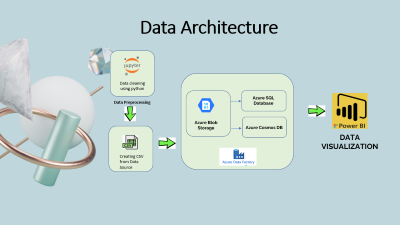 Data Architecture
jupyter
Data cleaning
using python
Data Preprocessing
Creating CSV
from Data
Source
Azure Blob
Storage
Azure SQL
Database
Azure Cosmos DB
Azure Data Factory
Power BI
DATA
VISUALIZATION